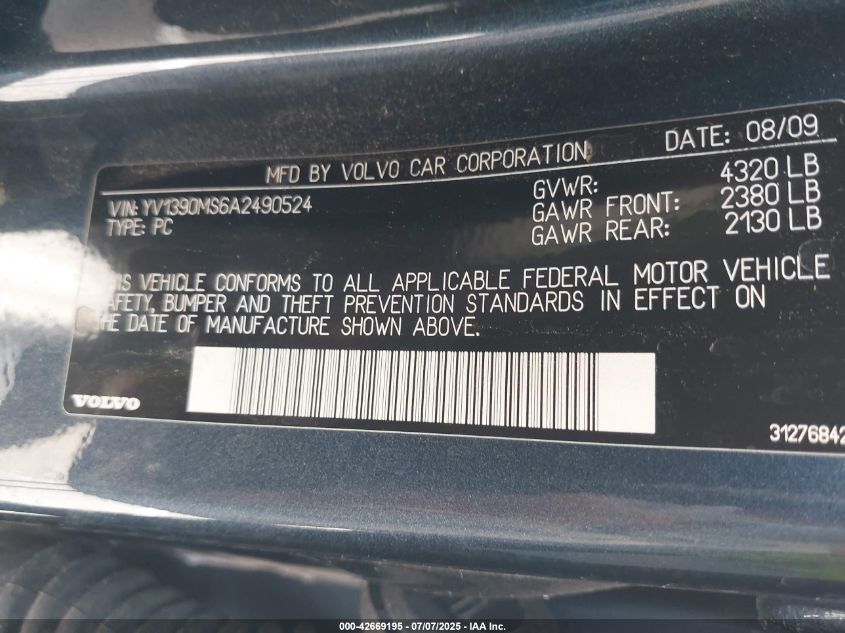 MFD BY VOLVO CAR CORPORATION DATE: 08/09
VIN: YV1390MS6A2490524 GVWR: 4320 LB
TYPE: PC GAWR FRONT: 2380 LB
GAWR REAR: 2130 LB
VEHICLE CONFORMS TO ALL APPLICABLE FEDERAL MOTOR VEHICLE
AFETY, BUMPER AND THEFT PREVENTION STANDARDS IN EFFECT ON
HE DATE OF MANUFACTURE SHOWN ABOVE.
VOLVO
31276842
000-42669195 - 07/07/2025 - IAA Inc.